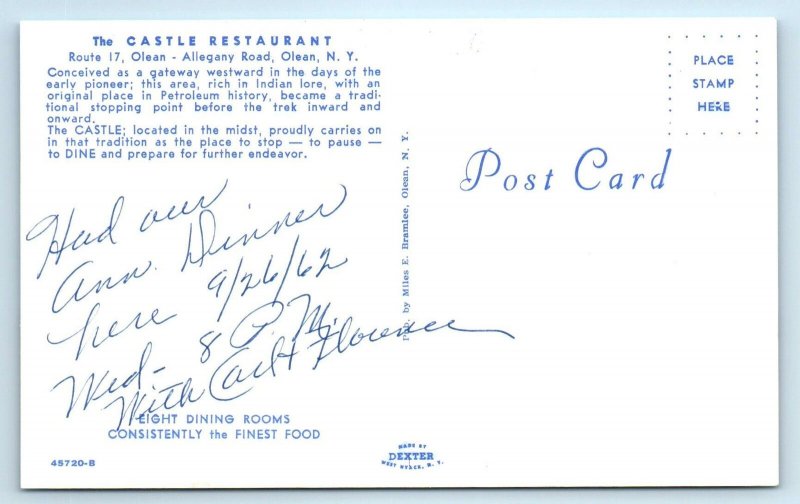 The CASTLE RESTAURANT
Route 17, Olean - Allegany Road, Olean, N. Y.
Conceived as a gateway westward in the days of the
early pioneer; this area, rich in Indian lore, with an
original place in Petroleum history, became a tradi-
tional stopping point before the trek inward and
onward.
The CASTLE; located in the midst, proudly carries on
in that tradition as the place to stop — to pause —
to DINE and prepare for further endeavor.
Had our
Ann. Dinner
here 9/26/62
Wed- 8 P.M.
With Carl + Florence
EIGHT DINING ROOMS
CONSISTENTLY the FINEST FOOD
45720-B
by Miles E. Bramlee, Olean, N. Y.
MADE BY
DEXTER
WEST NYACK, N. Y.
Post Card
PLACE
STAMP
HERE